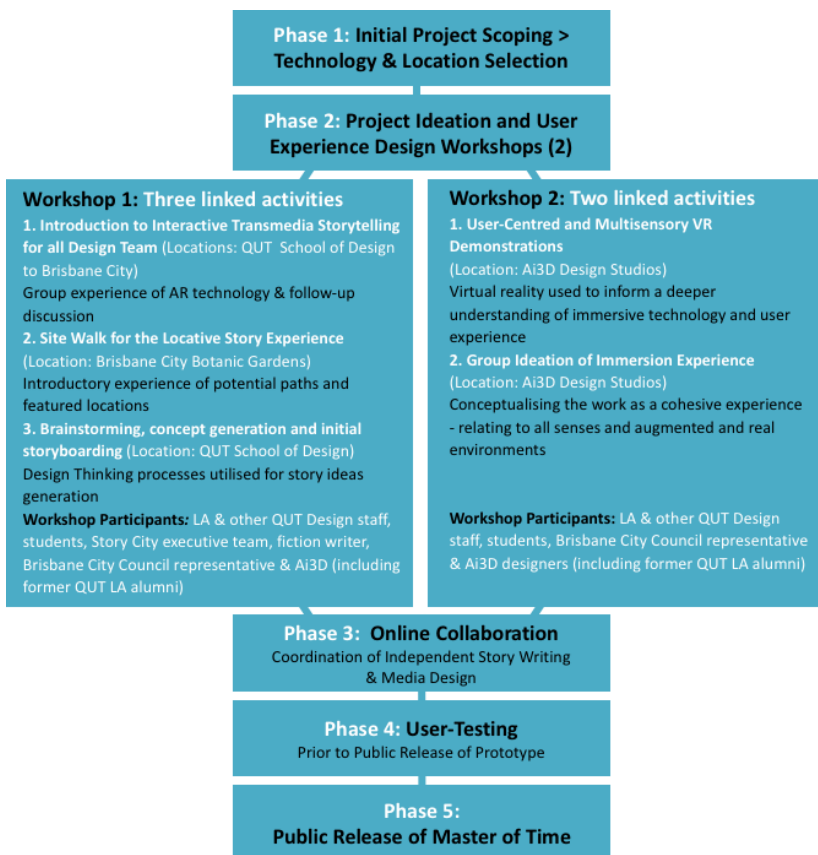 Phase 1: Initial Project Scoping >
Technology & Location Selection
Phase 2: Project Ideation and User
Experience Design Workshops (2)
Workshop 1: Three linked activities
1. Introduction to Interactive Transmedia Storytelling
for all Design Team (Locations: QUT School of Design
to Brisbane City)
Group experience of AR technology & follow-up
discussion
2. Site Walk for the Locative Story Experience
(Location: Brisbane City Botanic Gardens)
Introductory experience of potential paths and
featured locations
3. Brainstorming, concept generation and initial
storyboarding (Location: QUT School of Design)
Design Thinking processes utilised for story ideas
generation
Workshop Participants: LA & other QUT Design staff,
students, Story City executive team, fiction writer,
Brisbane City Council representative & Ai3D (including
former QUT LA alumni)
Workshop 2: Two linked activities
1. User-Centred and Multisensory VR
Demonstrations
(Location: Ai3D Design Studios)
Virtual reality used to inform a deeper
understanding of immersive technology and user
experience
2. Group Ideation of Immersion Experience
(Location: Ai3D Design Studios)
Conceptualising the work as a cohesive experience
- relating to all senses and augmented and real
environments
Workshop Participants: LA & other QUT Design
staff, students, Brisbane City Council representative
& Ai3D designers (including former QUT LA alumni)
Phase 3: Online Collaboration
Coordination of Independent Story Writing
& Media Design
Phase 4: User-Testing
Prior to Public Release of Prototype
Phase 5:
Public Release of Master of Time